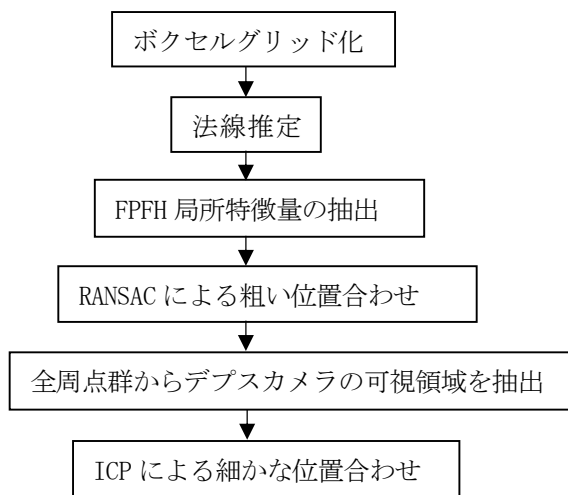 ボクセルグリッド化
法線推定
FPFH 局所特徴量の抽出
RANSAC による粗い位置合わせ
全周点群からデプスカメラの可視領域を抽出
ICP による細かな位置合わせ